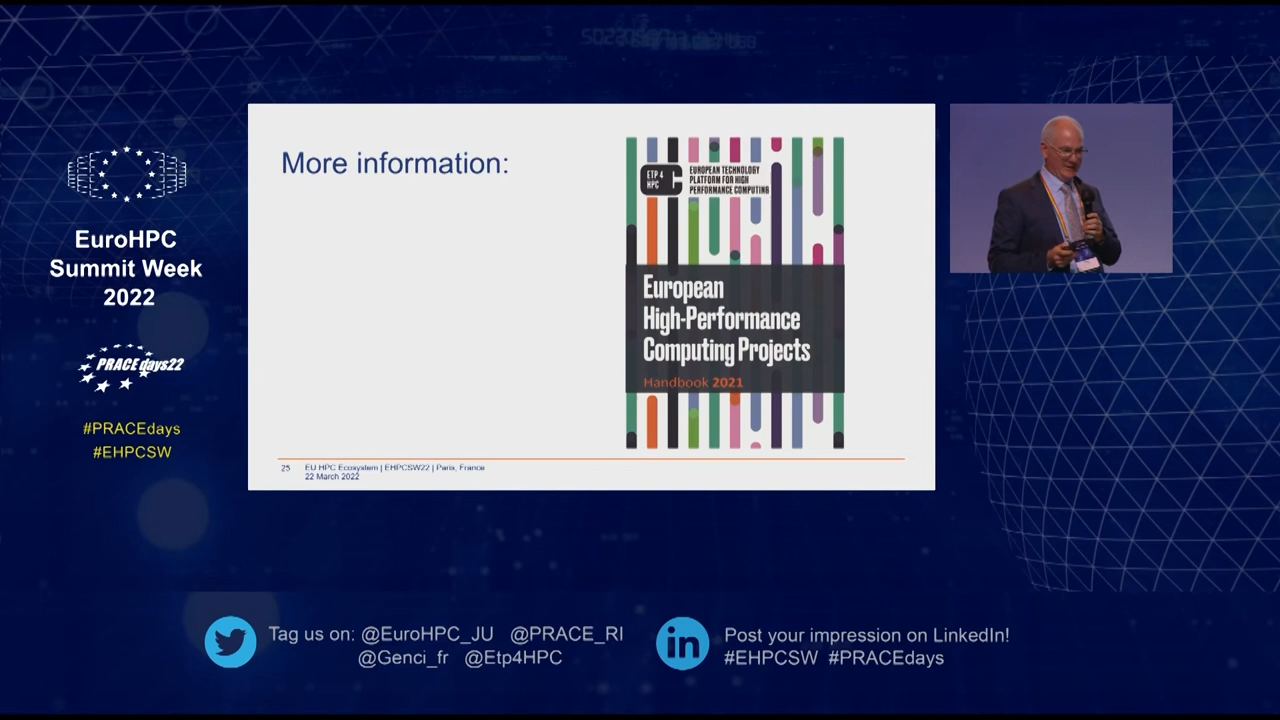 EuroHPC
Summit Week
2022
PRACEdays22
#PRACEdays
#EHPCSW
More information:
ETP 4
HPC
EUROPEAN TECHNOLOGY
PLATFORM FOR HIGH
PERFORMANCE COMPUTING
European
High-Performance
Computing Projects
Handbook 2021
25 EU HPC Ecosystem | EHPCSW22 | Paris, France
22 March 2022
Tag us on: @EuroHPC_JU @PRACE_RI
@Genci_fr @Etp4HPC
in
Post your impression on LinkedIn!
#EHPCSW #PRACEdays